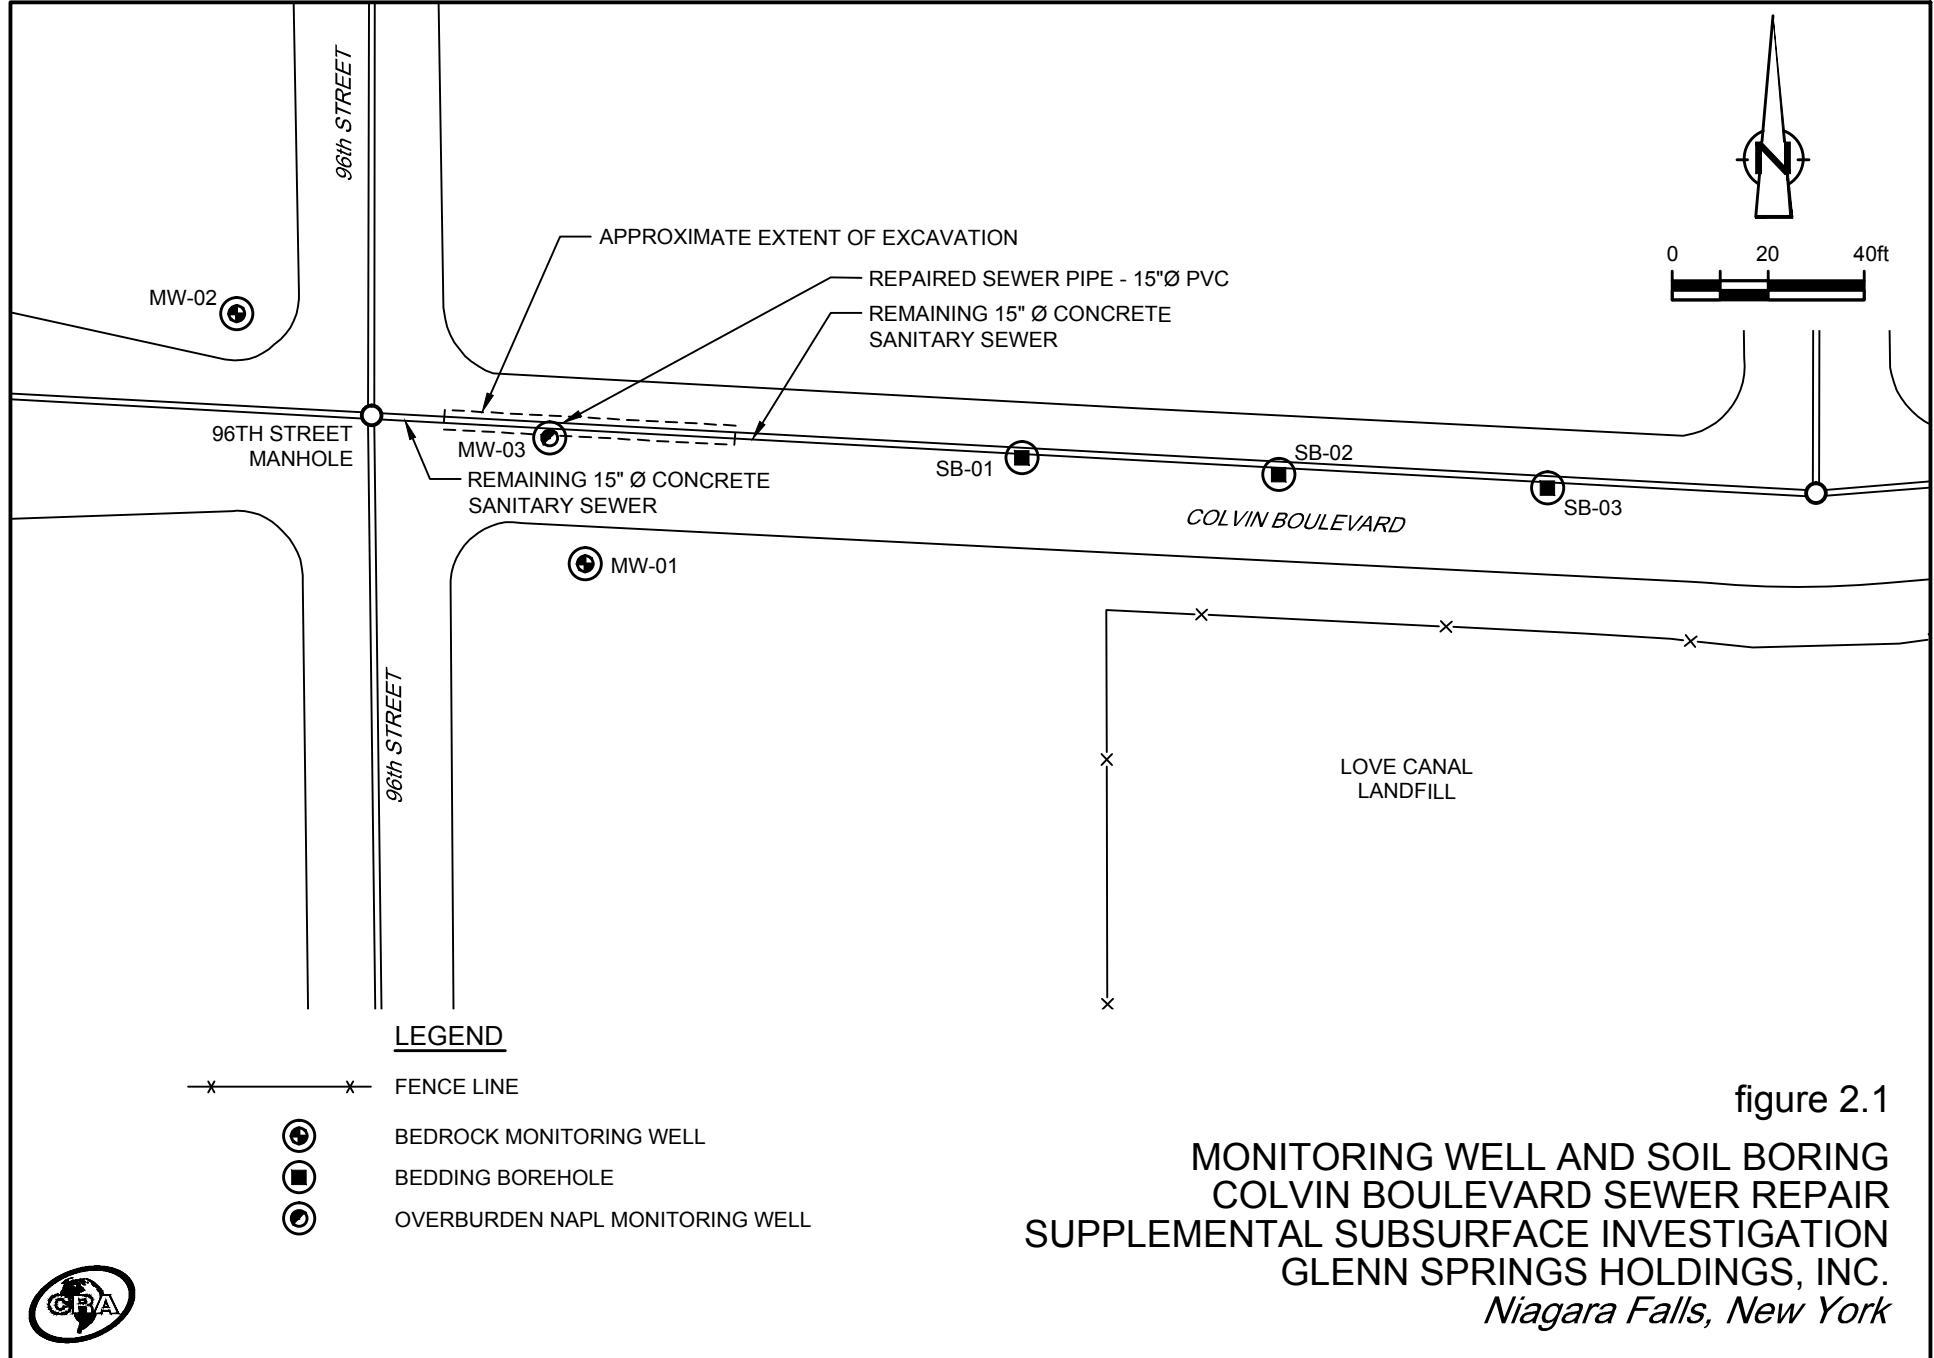 96th STREET
N
0 20 40ft
APPROXIMATE EXTENT OF EXCAVATION
REPAIRED SEWER PIPE - 15"Ø PVC
REMAINING 15" Ø CONCRETE
SANITARY SEWER
MW-02
96TH STREET
MANHOLE
MW-03
REMAINING 15" Ø CONCRETE
SANITARY SEWER
SB-01
SB-02
SB-03
COLVIN BOULEVARD
MW-01
96th STREET
LOVE CANAL
LANDFILL
LEGEND
FENCE LINE
BEDROCK MONITORING WELL
BEDDING BOREHOLE
OVERBURDEN NAPL MONITORING WELL
figure 2.1
MONITORING WELL AND SOIL BORING
COLVIN BOULEVARD SEWER REPAIR
SUPPLEMENTAL SUBSURFACE INVESTIGATION
GLENN SPRINGS HOLDINGS, INC.
Niagara Falls, New York
CRA